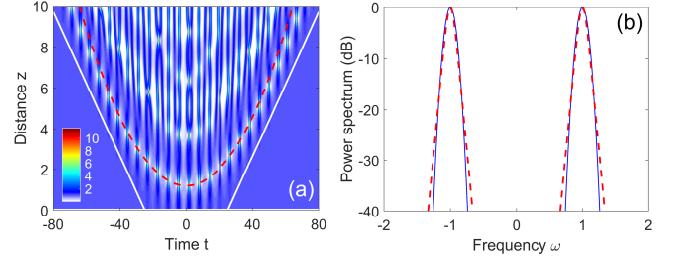 10
8
6
4
2
0
Distance z
10
8
6
4
2
(a)
-80 -40 0 40 80
Time t
0
-10
-20
-30
-40
Power spectrum (dB)
(b)
-2 -1 0 1 2
Frequency ω